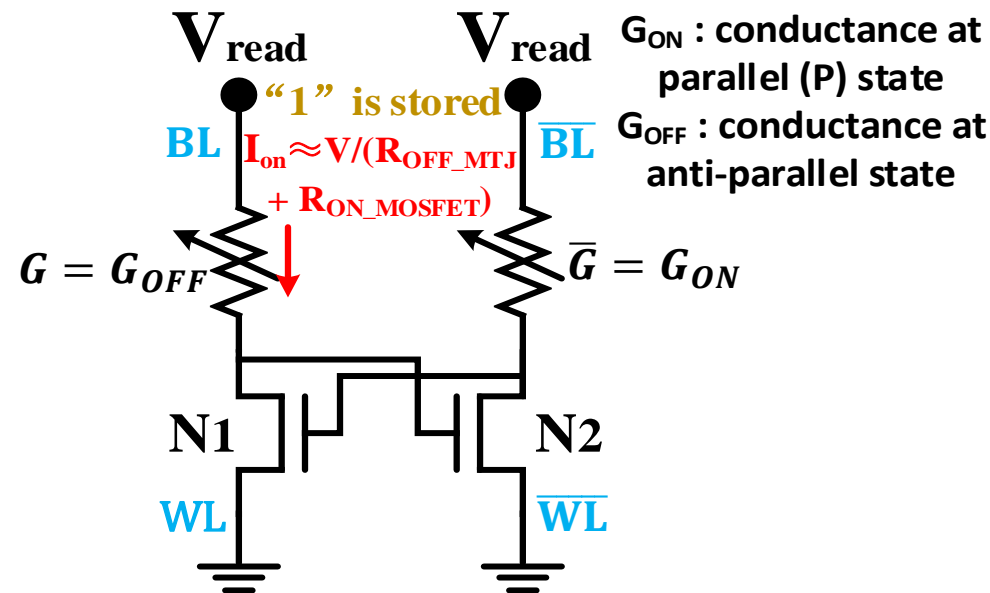 V_read
V_read
G_ON : conductance at
parallel (P) state
G_OFF : conductance at
anti-parallel state
“1” is stored
BL
I_on≈V/(R_OFF_MTJ
+ R_ON_MOSFET)
B̅L̅
G = G_OFF
G̅ = G_ON
N1
N2
WL
W̅L̅